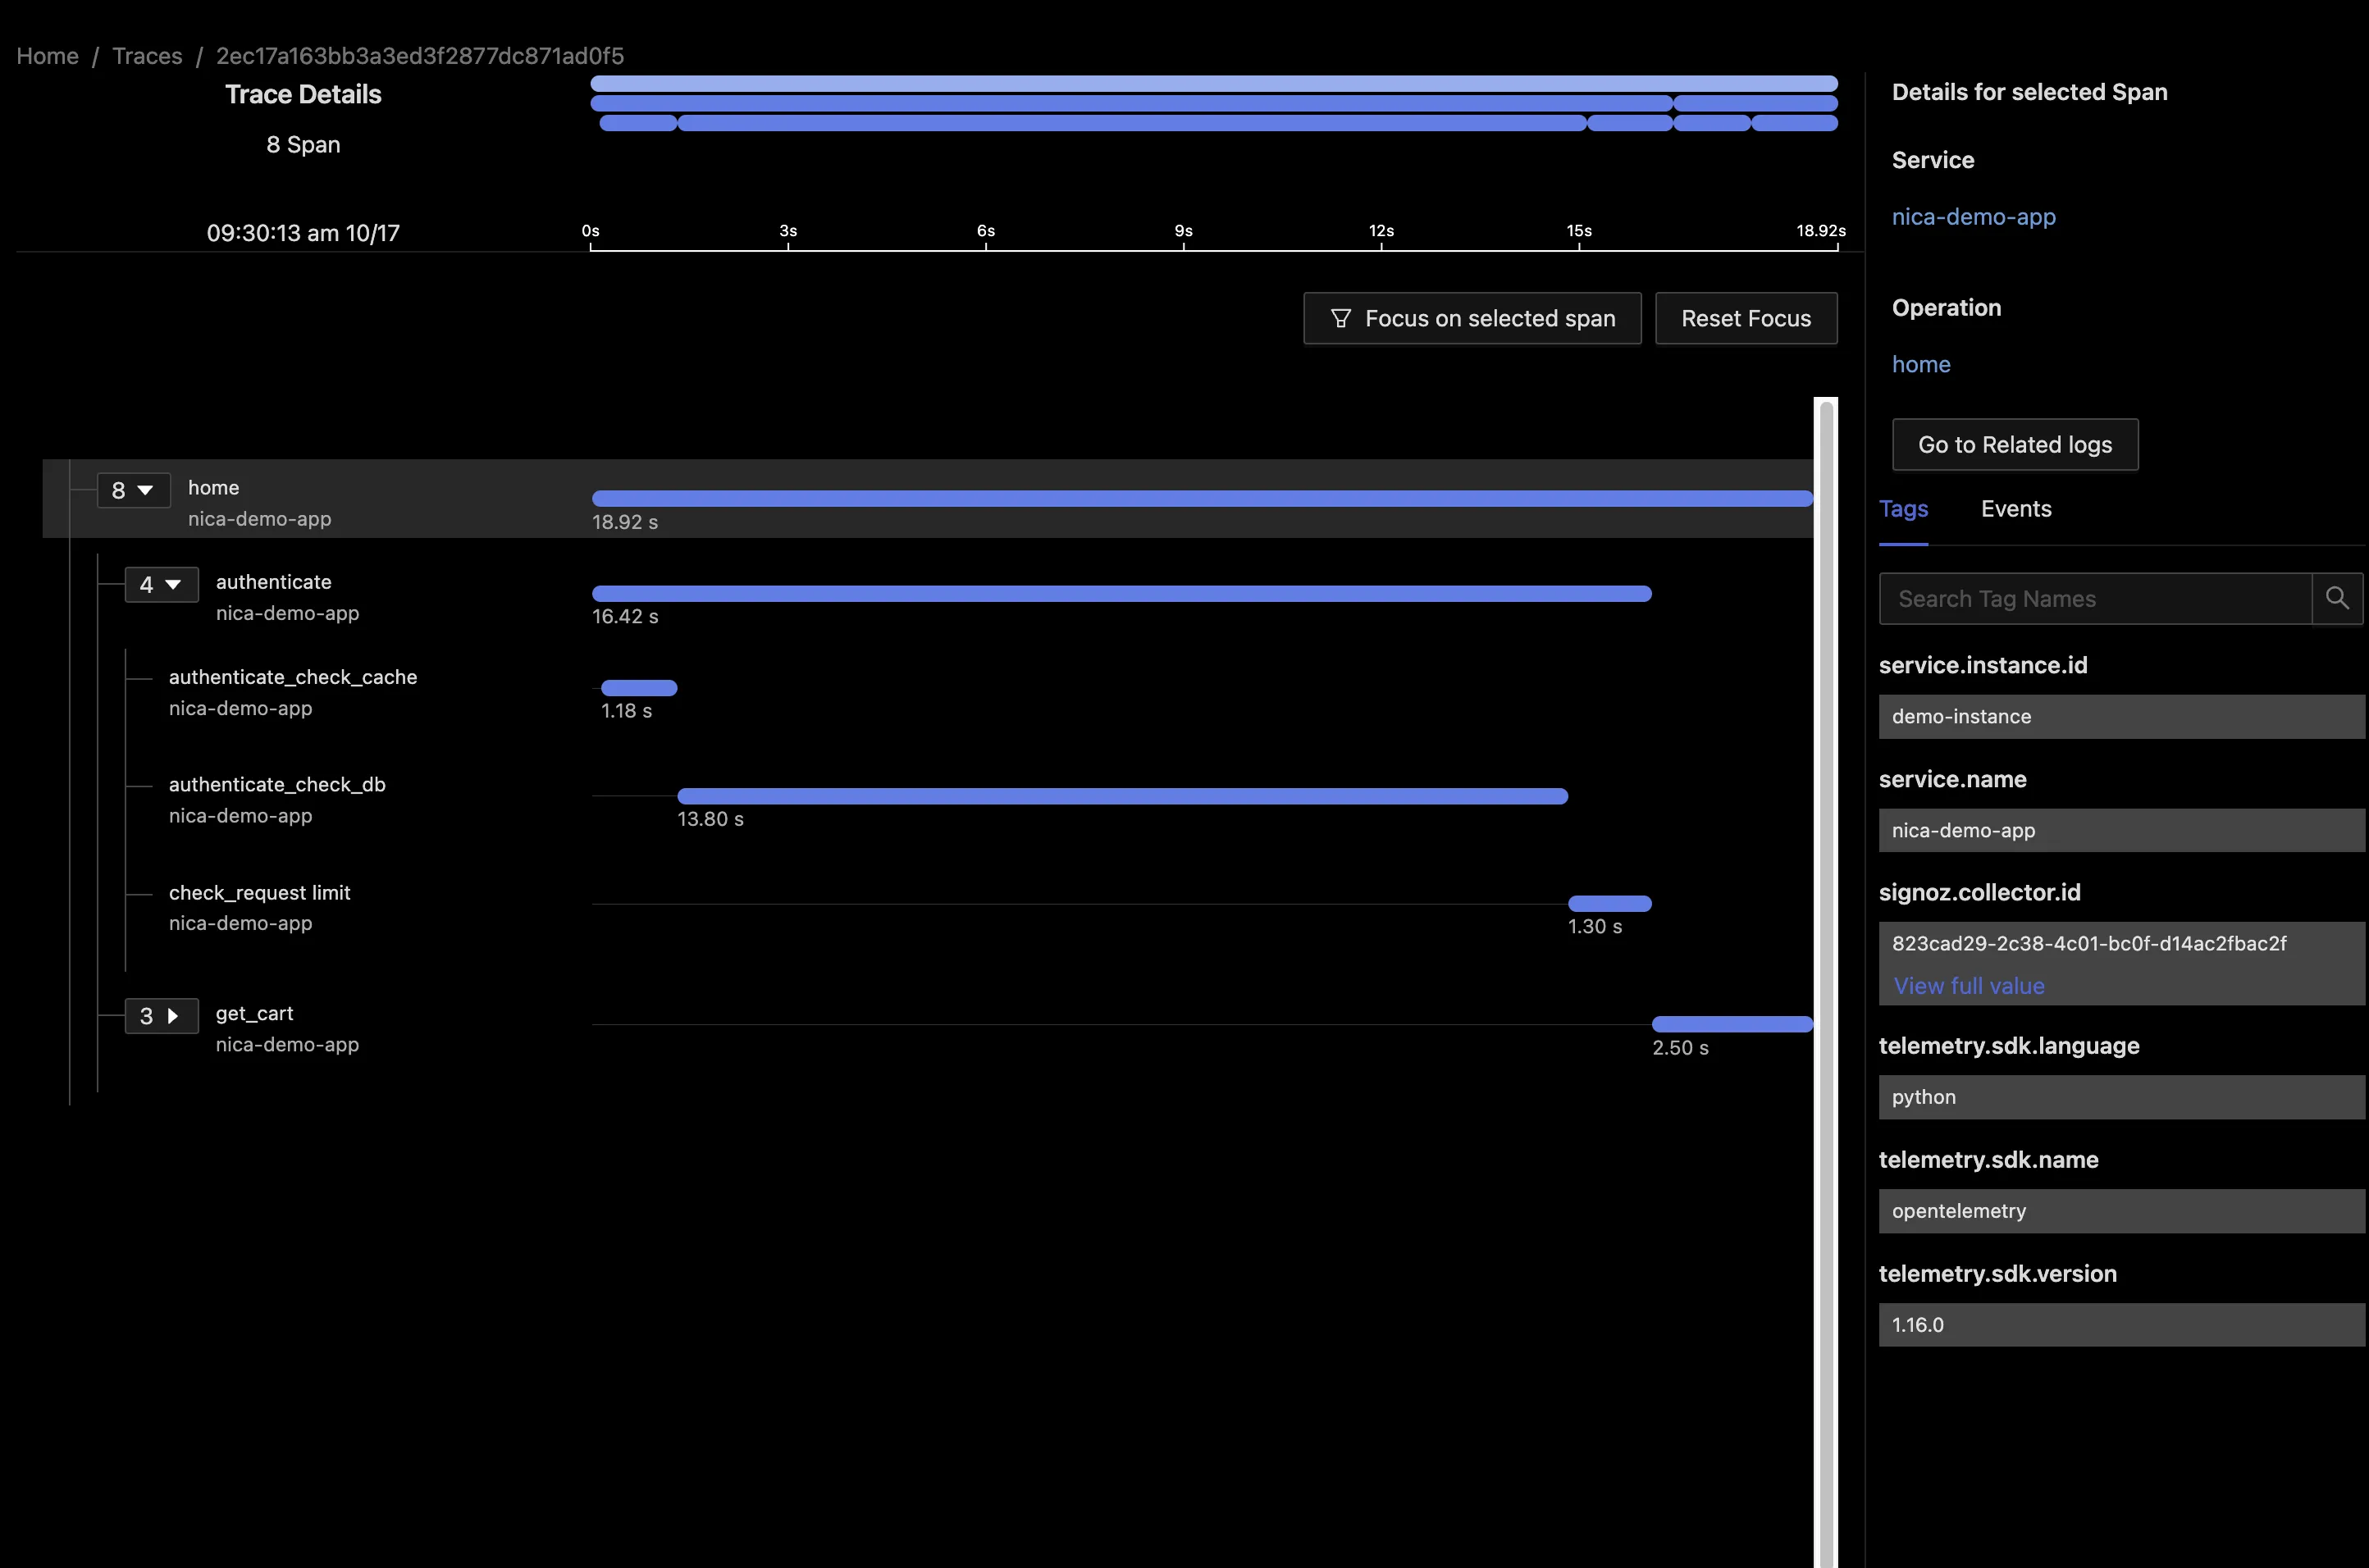 Home / Traces / 2ec17a163bb3a3ed3f2877dc871ad0f5
Trace Details
8 Span
09:30:13 am 10/17
0s 3s 6s 9s 12s 15s 18.92s
Focus on selected span
Reset Focus
8 home
nica-demo-app
18.92 s
4 authenticate
nica-demo-app
16.42 s
authenticate_check_cache
nica-demo-app
1.18 s
authenticate_check_db
nica-demo-app
13.80 s
check_request limit
nica-demo-app
1.30 s
3 get_cart
nica-demo-app
2.50 s
Details for selected Span
Service
nica-demo-app
Operation
home
Go to Related logs
Tags Events
Search Tag Names
service.instance.id
demo-instance
service.name
nica-demo-app
signoz.collector.id
823cad29-2c38-4c01-bc0f-d14ac2fbac2f
View full value
telemetry.sdk.language
python
telemetry.sdk.name
opentelemetry
telemetry.sdk.version
1.16.0